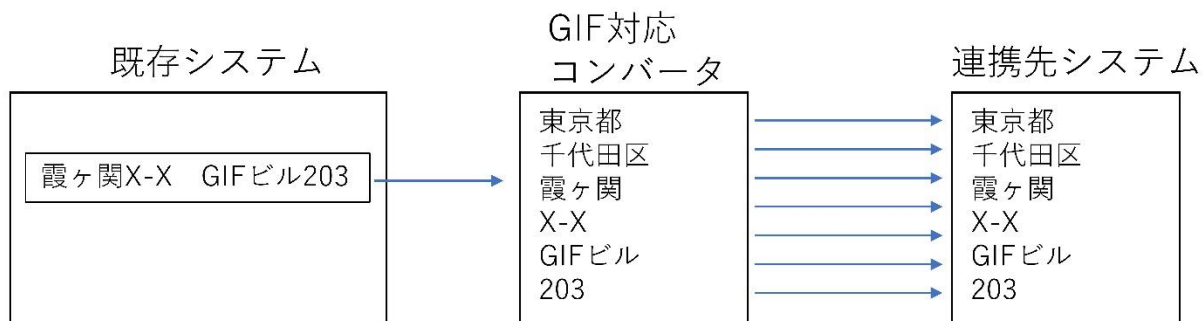 既存システム
霞ヶ関X-X　GIFビル203
GIF対応
コンバータ
東京都
千代田区
霞ヶ関
X-X
GIFビル
203
連携先システム
東京都
千代田区
霞ヶ関
X-X
GIFビル
203